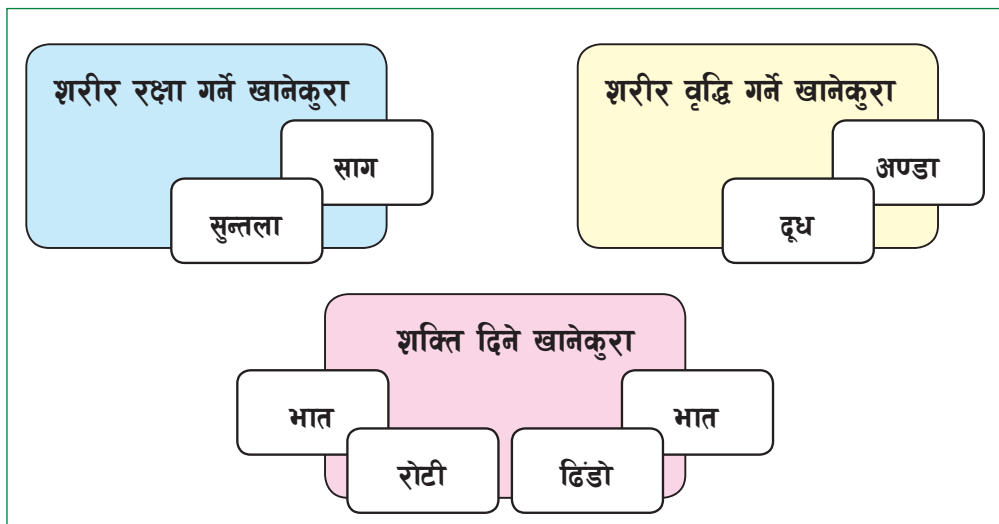 शरीर रक्षा गर्ने खानेकुरा
साग
सुन्तला
शरीर वृद्धि गर्ने खानेकुरा
अण्डा
दूध
शक्ति दिने खानेकुरा
भात
भात
रोटी
ढिंडो